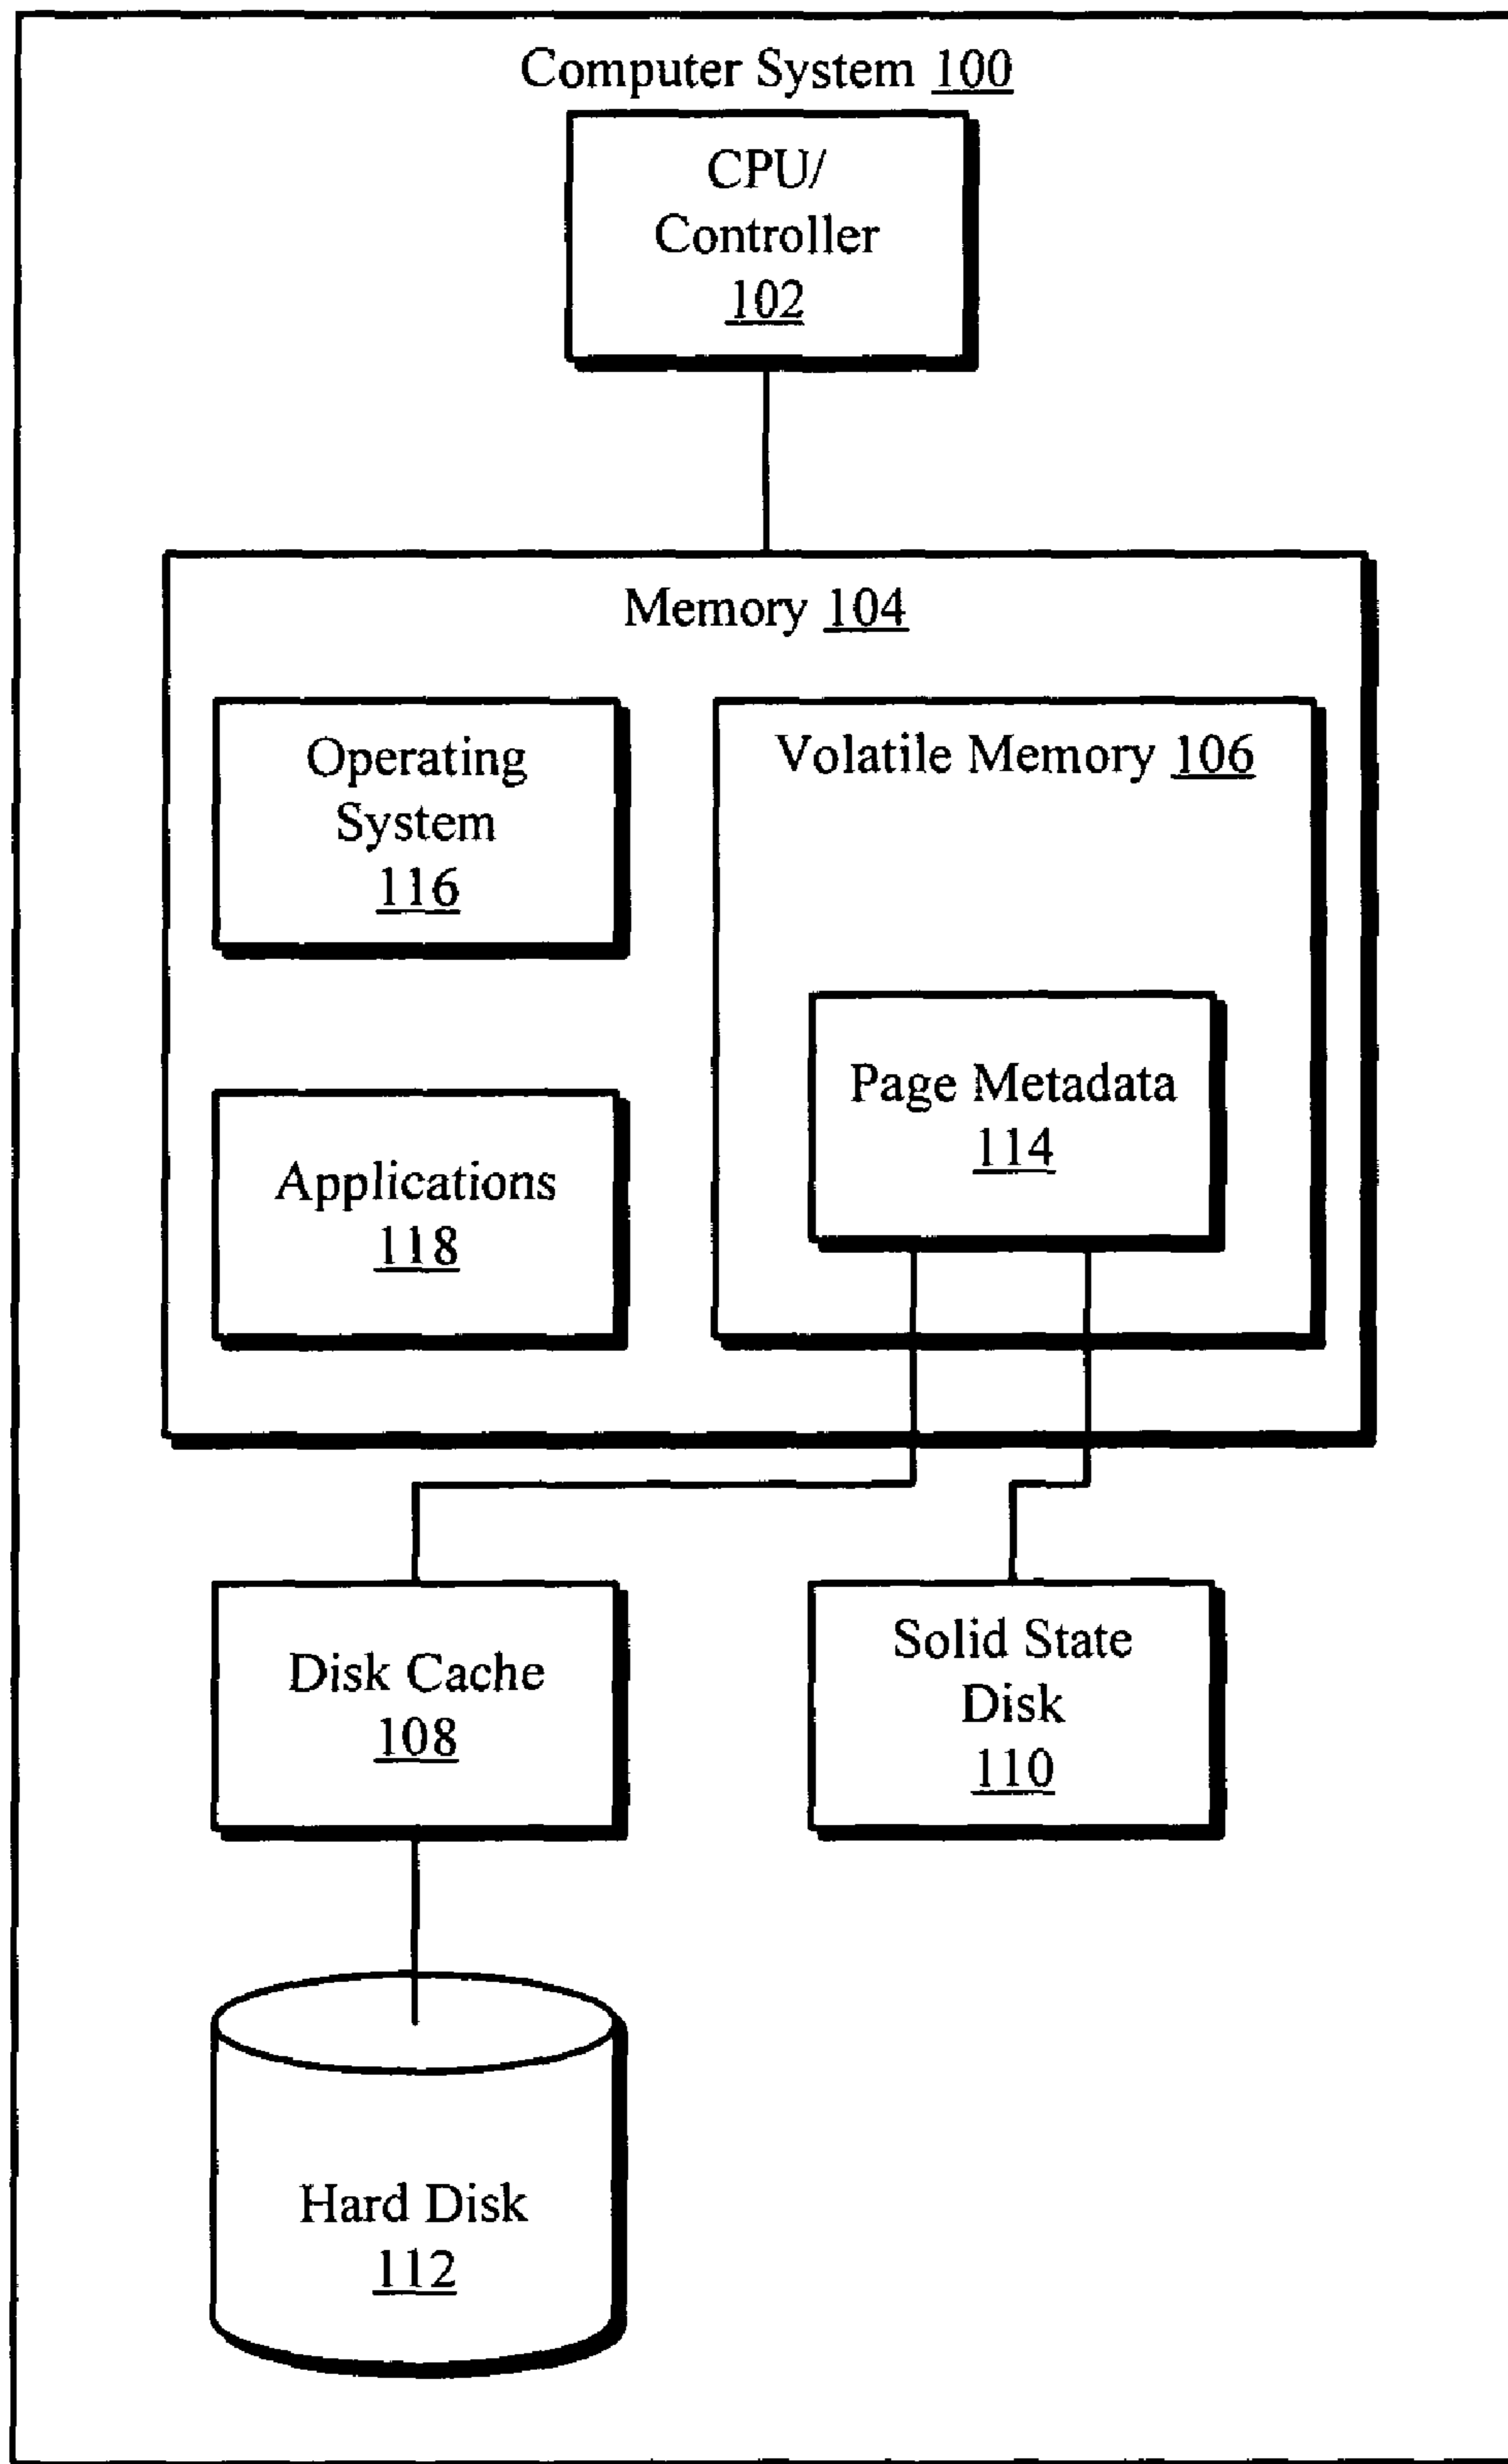 Computer System 100
CPU/
Controller
102
Memory 104
Operating
System
116
Volatile Memory 106
Page Metadata
114
Applications
118
Disk Cache
108
Solid State
Disk
110
Hard Disk
112